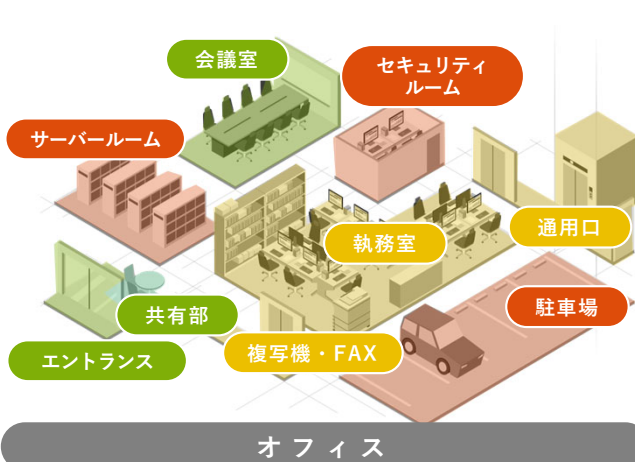 会議室
セキュリティ
ルーム
サーバールーム
通用口
執務室
駐車場
共有部
複写機・FAX
エントランス
オフィス